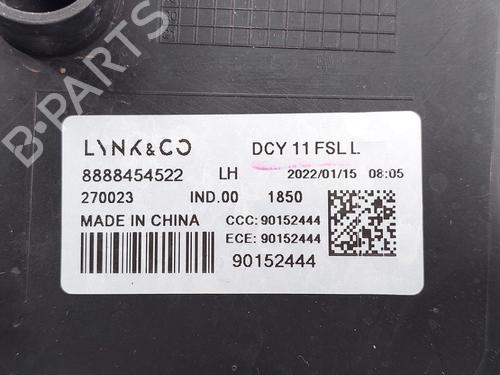 B-PARTS
LYNK&CO DCY 11 FSL L
8888454522 LH 2022/01/15 08:05
270023 IND.00 1850
MADE IN CHINA CCC: 90152444
ECE: 90152444
90152444